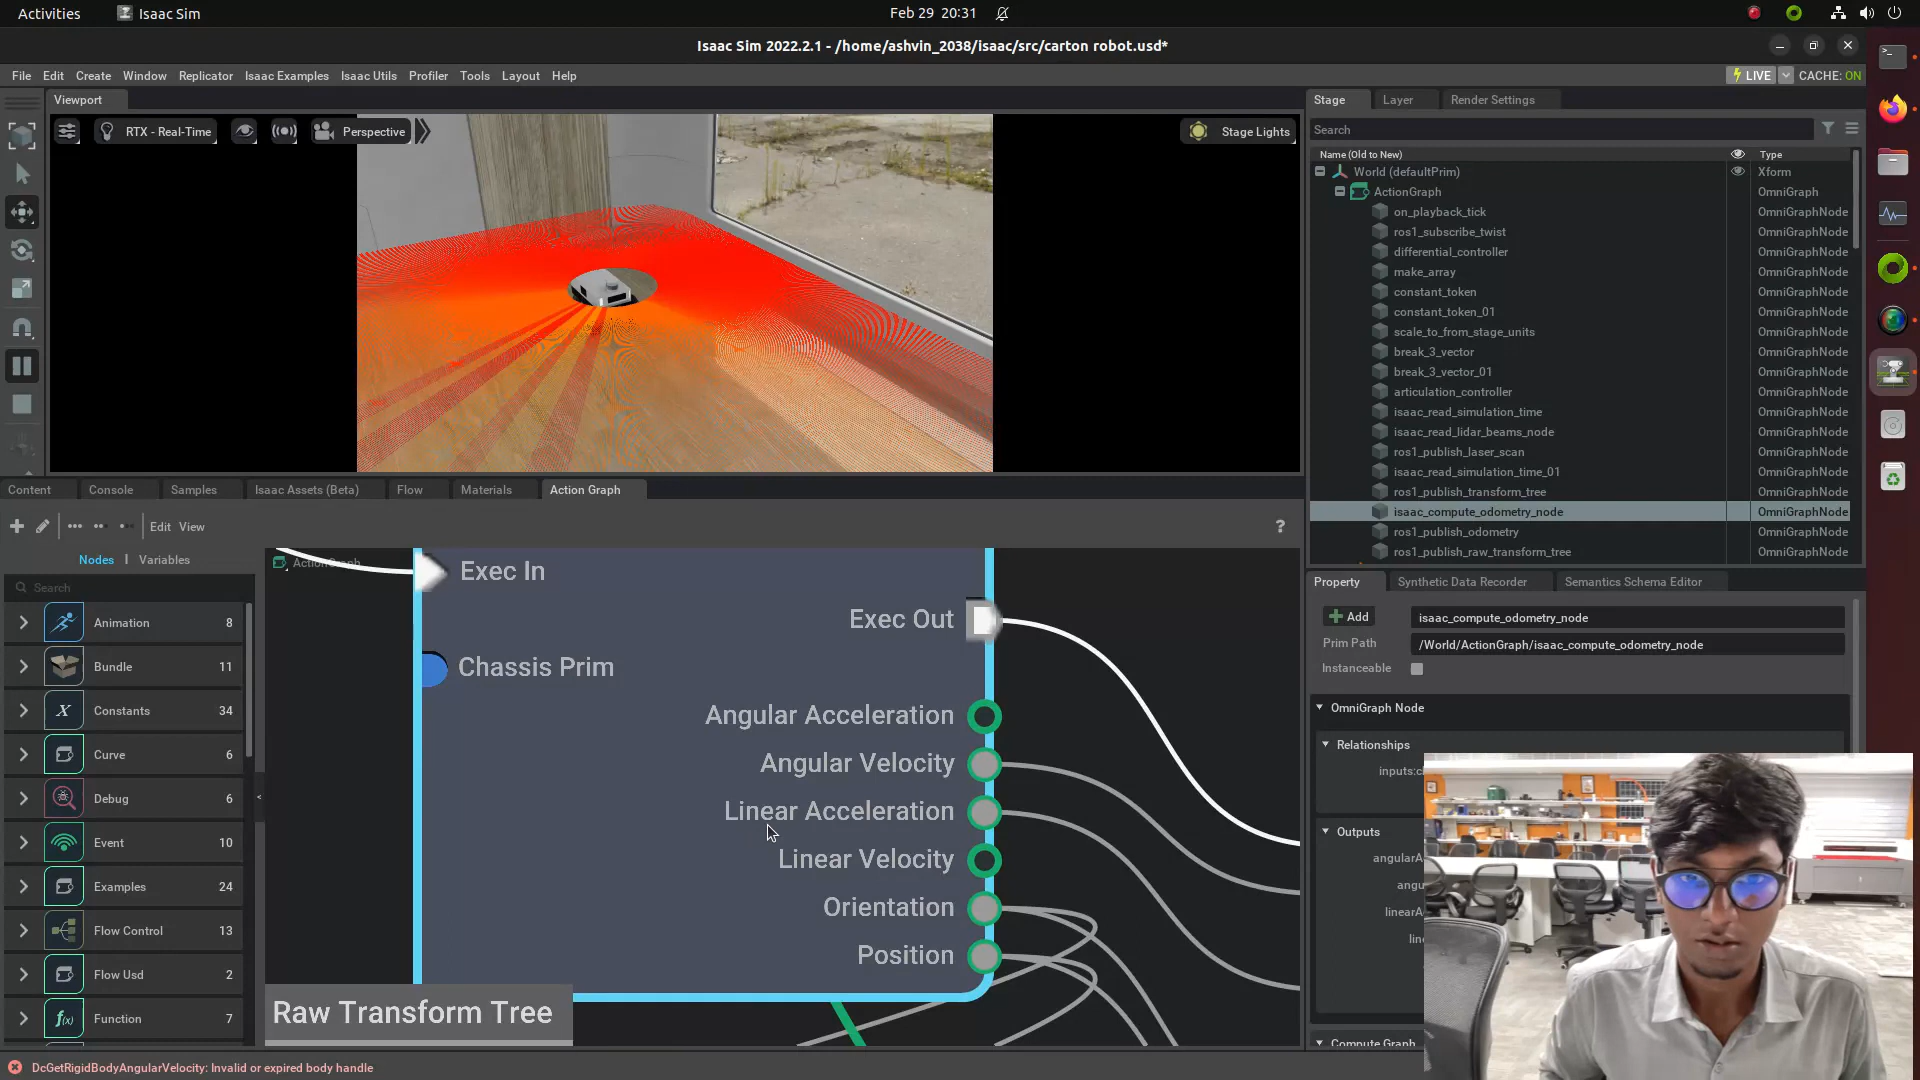 Activities
Isaac Sim
Feb 29 20:31
Isaac Sim 2022.2.1 - /home/ashvin_2038/isaac/src/carton robot.usd*
File Edit Create Window Replicator Isaac Examples Isaac Utils Profiler Tools Layout Help
LIVE
CACHE: ON
Viewport
RTX - Real-Time
Perspective
Stage Lights
Stage Layer Render Settings
Search
Name (Old to New) Type
World (defaultPrim) Xform
ActionGraph OmniGraph
on_playback_tick OmniGraphNode
ros1_subscribe_twist OmniGraphNode
differential_controller OmniGraphNode
make_array OmniGraphNode
constant_token OmniGraphNode
constant_token_01 OmniGraphNode
scale_to_from_stage_units OmniGraphNode
break_3_vector OmniGraphNode
break_3_vector_01 OmniGraphNode
articulation_controller OmniGraphNode
isaac_read_simulation_time OmniGraphNode
isaac_read_lidar_beams_node OmniGraphNode
ros1_publish_laser_scan OmniGraphNode
isaac_read_simulation_time_01 OmniGraphNode
ros1_publish_transform_tree OmniGraphNode
isaac_compute_odometry_node OmniGraphNode
ros1_publish_odometry OmniGraphNode
ros1_publish_raw_transform_tree OmniGraphNode
Content Console Samples Isaac Assets (Beta) Flow Materials Action Graph
Edit View
?
Nodes Variables
Search
Animation 8
Bundle 11
Constants 34
Curve 6
Debug 6
Event 10
Examples 24
Flow Control 13
Flow Usd 2
Function 7
ActionGraph
Exec In
Exec Out
Chassis Prim
Angular Acceleration
Angular Velocity
Linear Acceleration
Linear Velocity
Orientation
Position
Raw Transform Tree
Property Synthetic Data Recorder Semantics Schema Editor
Add isaac_compute_odometry_node
Prim Path /World/ActionGraph/isaac_compute_odometry_node
Instanceable
OmniGraph Node
Relationships
inputs:c
Outputs
angularA
angu
linearA
line
Compute Graph
DcGetRigidBodyAngularVelocity: Invalid or expired body handle